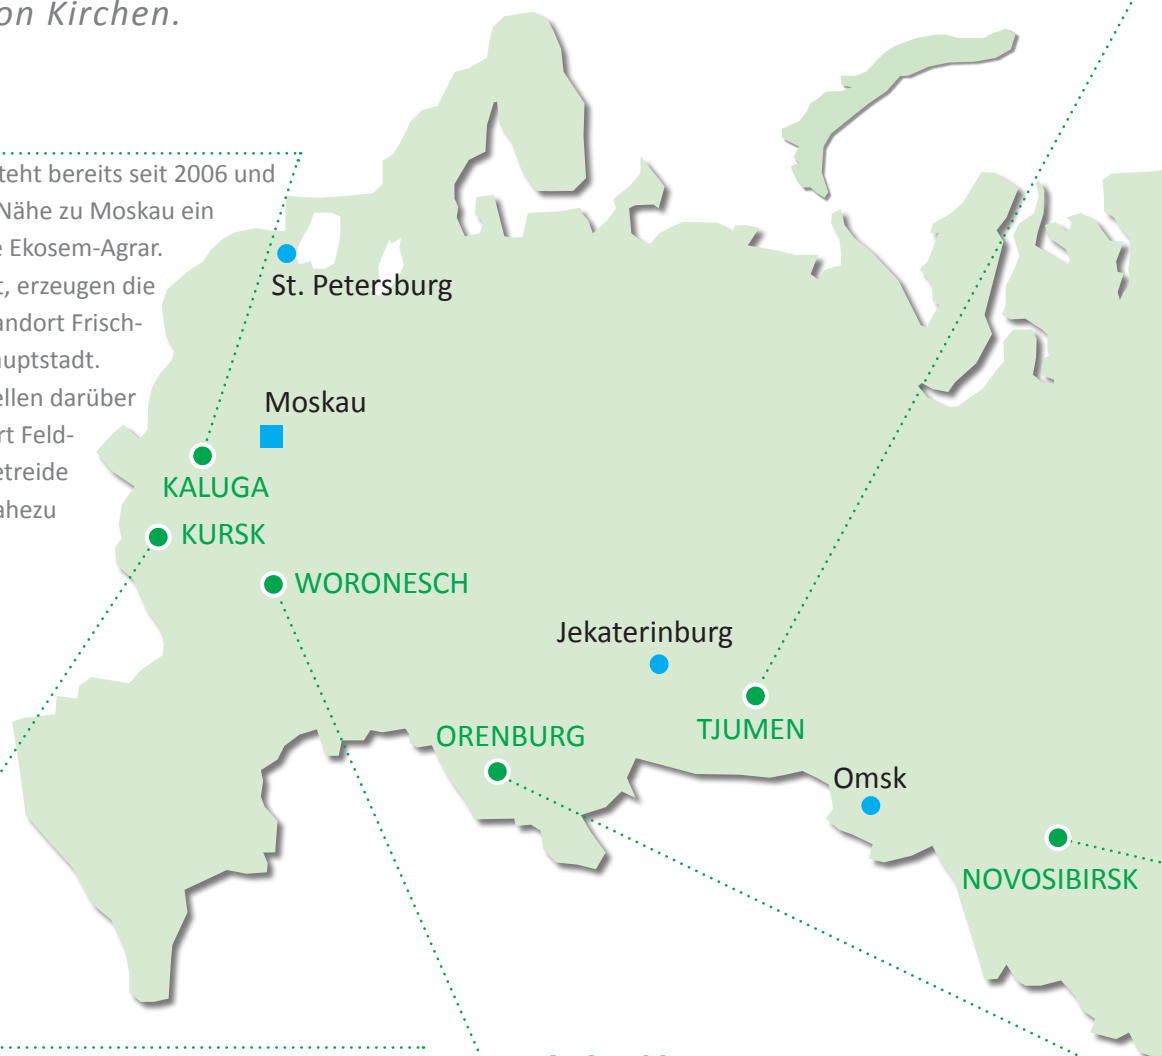 on Kirchen.
teht bereits seit 2006 und
Nähe zu Moskau ein
e Ekosem-Agrar.
t, erzeugen die
andort Frisch-
auptstadt.
ellen darüber
rt Feld-
etreide
ahezu
St. Petersburg
Moskau
KALUGA
KURSK
WORONESCH
Jekaterinburg
TJUMEN
ORENBURG
Omsk
NOVOSIBIRSK